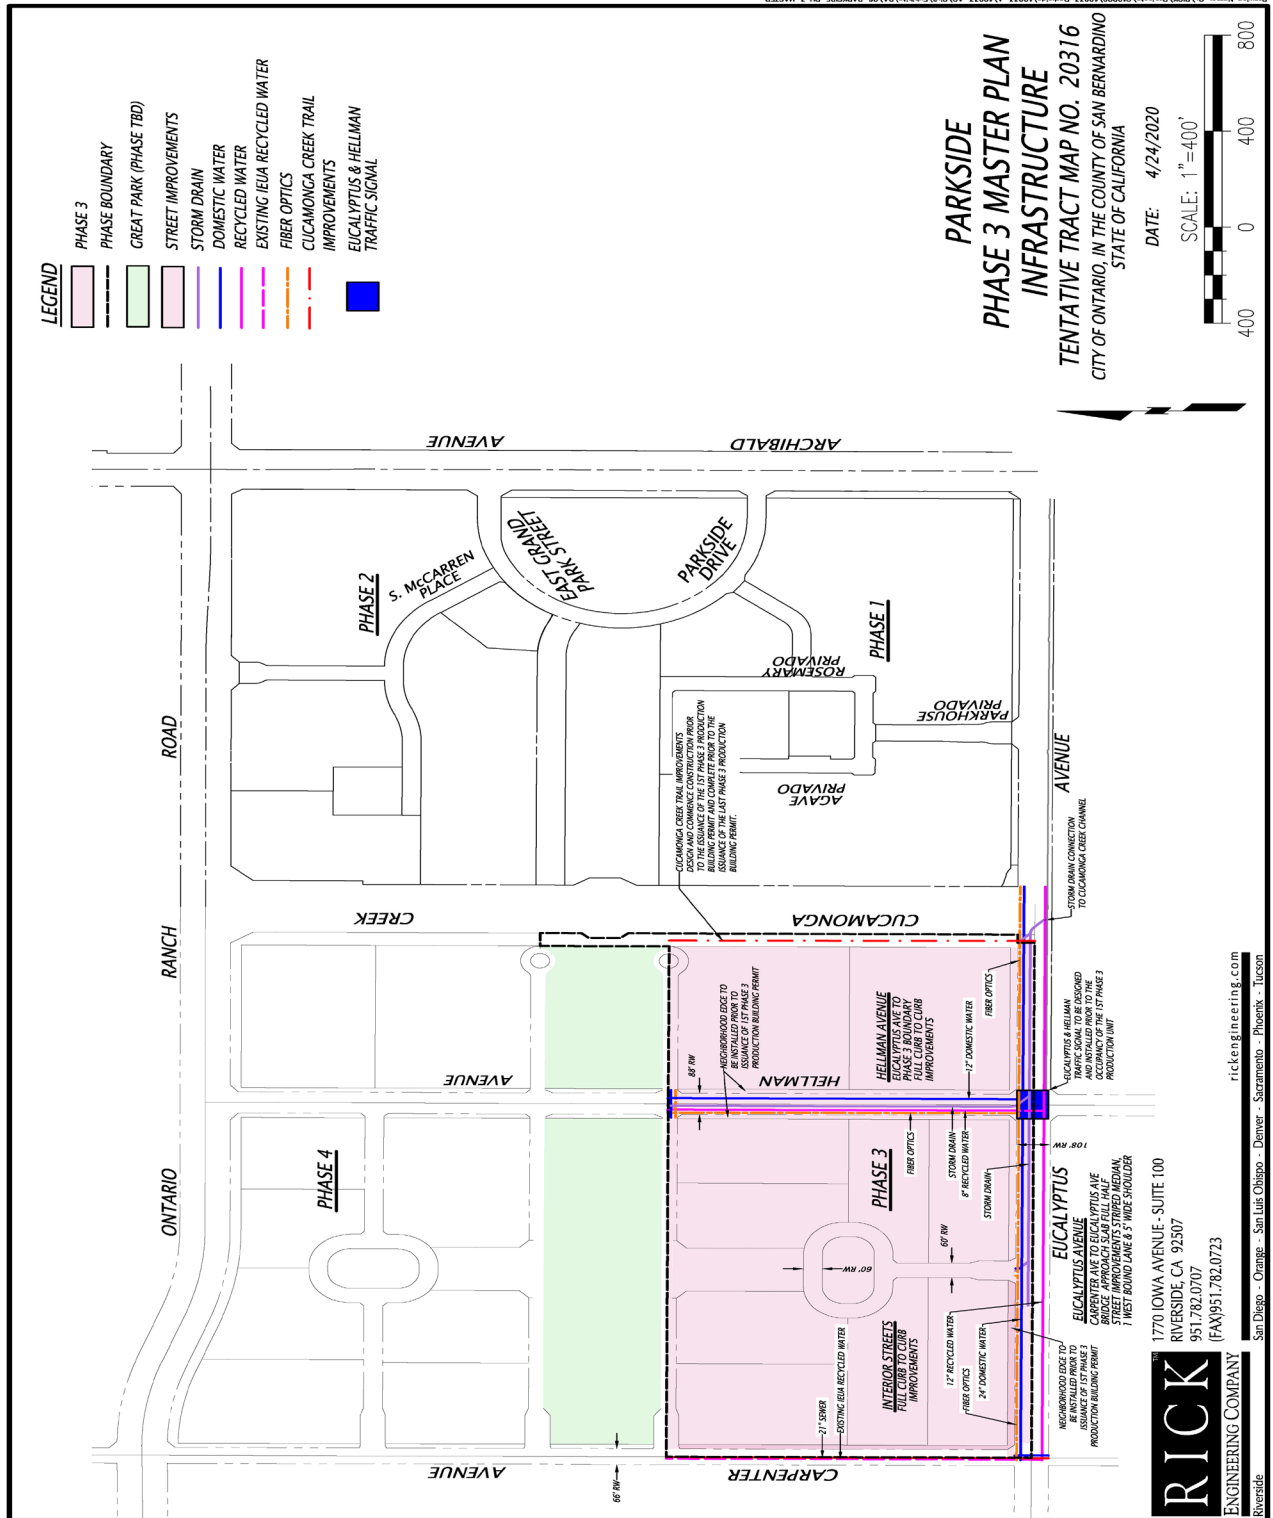 LEGEND
PHASE 3
PHASE BOUNDARY
GREAT PARK (PHASE TBD)
STREET IMPROVEMENTS
STORM DRAIN
DOMESTIC WATER
RECYCLED WATER
EXISTING IEUA RECYCLED WATER
FIBER OPTICS
CUCAMONGA CREEK TRAIL
IMPROVEMENTS
EUCALYPTUS & HELLMAN
TRAFFIC SIGNAL
PARKSIDE
PHASE 3 MASTER PLAN
INFRASTRUCTURE
TENTATIVE TRACT MAP NO. 20316
CITY OF ONTARIO, IN THE COUNTY OF SAN BERNARDINO
STATE OF CALIFORNIA
DATE: 4/24/2020
SCALE: 1"=400'
400 0 400 800
ONTARIO RANCH ROAD
ARCHIBALD AVENUE
PHASE 2
S. McCARREN
PLACE
EAST GRAND
PARK STREET
PARKSIDE
DRIVE
PHASE 1
ROSEMARY
PRIVADO
PARKHOUSE
PRIVADO
AGAVE
PRIVADO
CUCAMONGA CREEK TRAIL IMPROVEMENTS
DESIGN AND COMMENCE CONSTRUCTION PRIOR
TO THE ISSUANCE OF THE 1ST PHASE 3 PRODUCTION
BUILDING PERMIT AND COMPLETE PRIOR TO THE
ISSUANCE OF THE LAST PHASE 3 PRODUCTION
BUILDING PERMIT.
CUCAMONGA CREEK
STORM DRAIN CONNECTION
TO CUCAMONGA CREEK CHANNEL
NEIGHBORHOOD EDGE TO
BE INSTALLED PRIOR TO
ISSUANCE OF 1ST PHASE 3
PRODUCTION BUILDING PERMIT
88' RW
HELLMAN AVENUE
HELLMAN AVENUE
EUCALYPTUS AVE TO
PHASE 3 BOUNDARY
FULL CURB TO CURB
IMPROVEMENTS
12" DOMESTIC WATER
FIBER OPTICS
EUCALYPTUS & HELLMAN
TRAFFIC SIGNAL TO BE DESIGNED
AND INSTALLED PRIOR TO THE
OCCUPANCY OF THE 1ST PHASE 3
PRODUCTION UNIT
PHASE 4
PHASE 3
FIBER OPTICS
STORM DRAIN
8" RECYCLED WATER
STORM DRAIN
108' RW
60' RW
60' RW
EUCALYPTUS AVENUE
EUCALYPTUS AVENUE
CARPENTER AVE TO EUCALYPTUS AVE
BRIDGE APPROACH SLAB FULL HALF
STREET IMPROVEMENTS STRIPED MEDIAN,
1 WEST BOUND LANE & 5' WIDE SHOULDER
INTERIOR STREETS
FULL CURB TO CURB
IMPROVEMENTS
12" RECYCLED WATER
FIBER OPTICS
24" DOMESTIC WATER
NEIGHBORHOOD EDGE TO
BE INSTALLED PRIOR TO
ISSUANCE OF 1ST PHASE 3
PRODUCTION BUILDING PERMIT
21" SEWER
EXISTING IEUA RECYCLED WATER
66' RW
CARPENTER AVENUE
RICK
TM
ENGINEERING COMPANY
1770 IOWA AVENUE - SUITE 100
RIVERSIDE, CA 92507
951.782.0707
(FAX)951.782.0723
rickengineering.com
Riverside San Diego - Orange - San Luis Obispo - Denver - Sacramento - Phoenix - Tucson